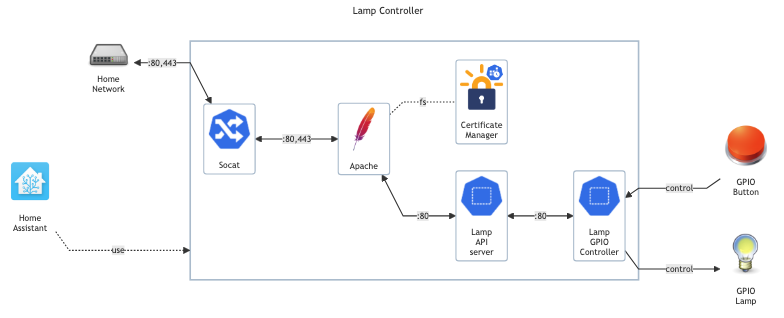 Lamp Controller
:80,443
Home
Network
fs
Certificate
Manager
:80,443
Socat
Apache
GPIO
Button
control
Home
Assistant
:80
Lamp
API
server
:80
Lamp
GPIO
Controller
use
control
GPIO
Lamp